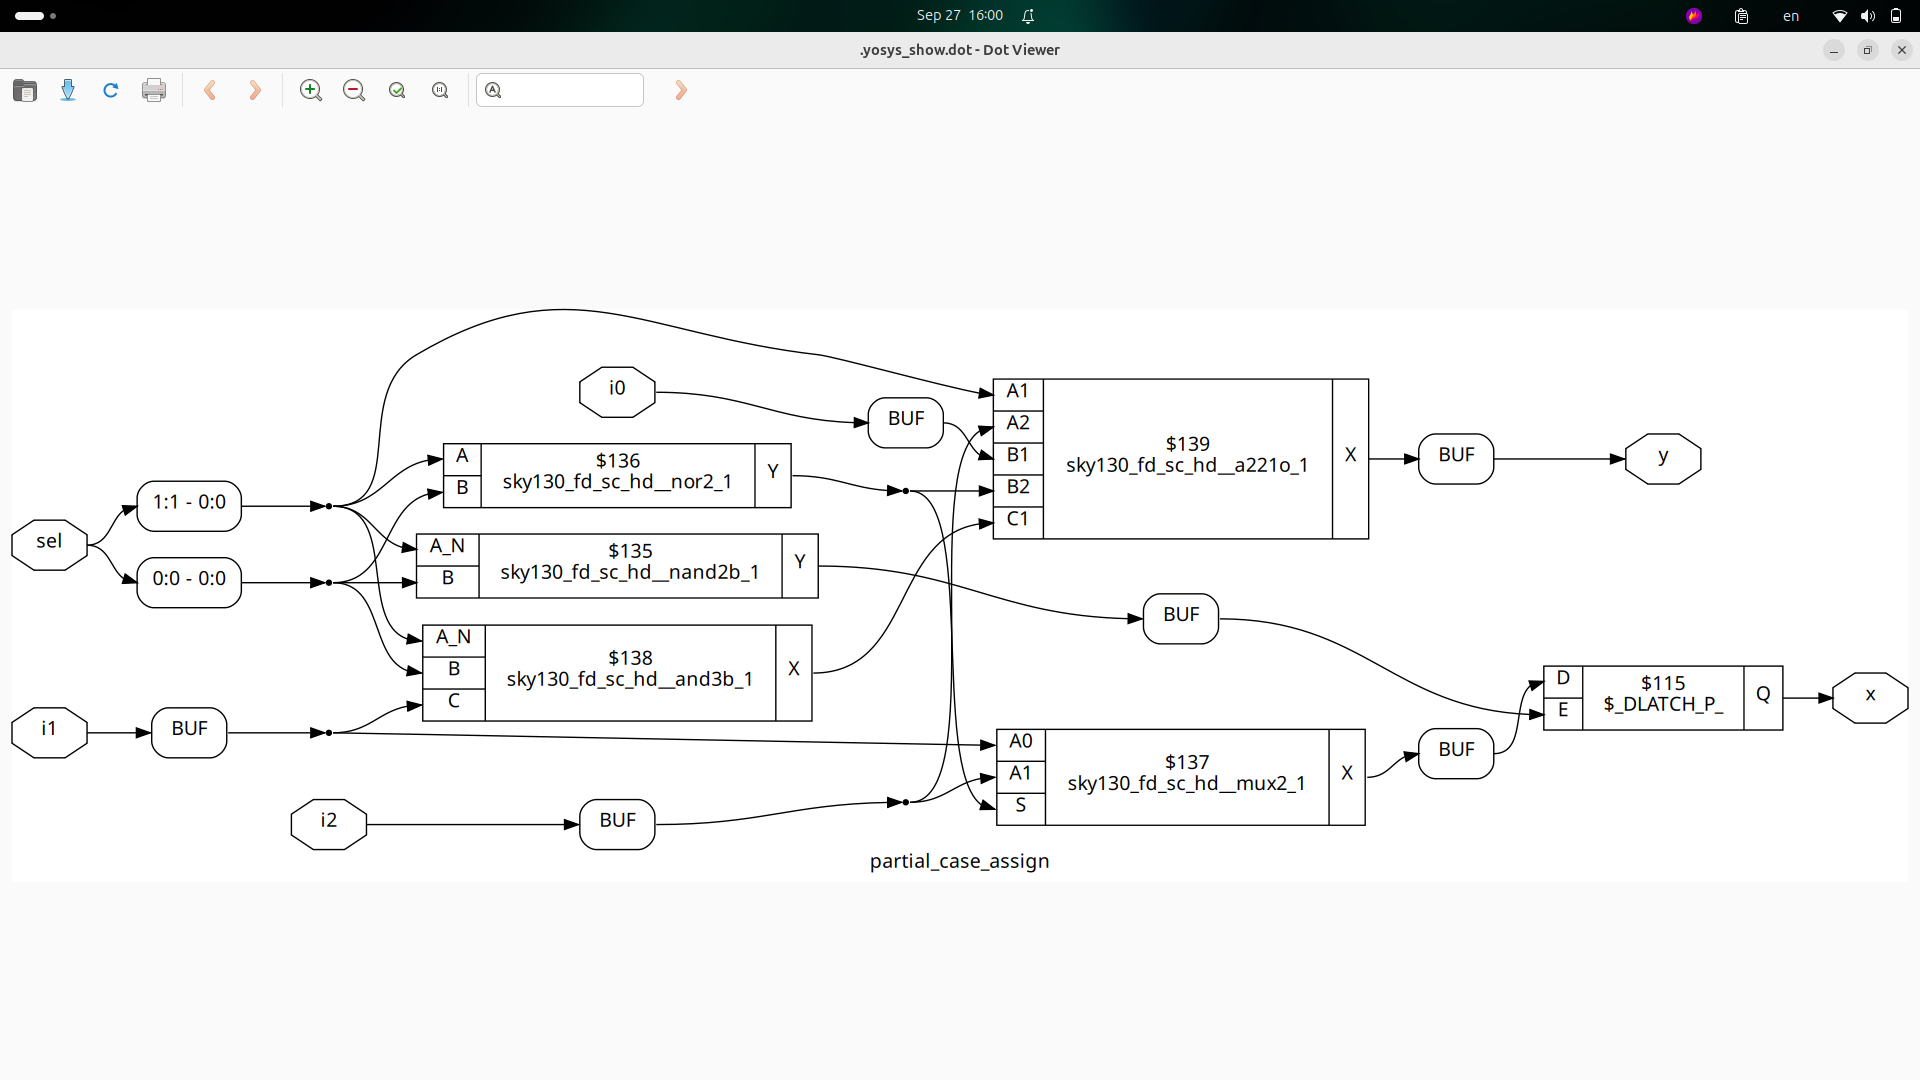 Sep 27 16:00
en
.yosys_show.dot - Dot Viewer
i0
BUF
A1
A2
B1
B2
C1
$139
sky130_fd_sc_hd__a221o_1
X
BUF
y
sel
1:1 - 0:0
0:0 - 0:0
A
B
$136
sky130_fd_sc_hd__nor2_1
Y
A_N
B
$135
sky130_fd_sc_hd__nand2b_1
Y
A_N
B
C
$138
sky130_fd_sc_hd__and3b_1
X
BUF
D
E
$115
$_DLATCH_P_
Q
x
i1
BUF
A0
A1
S
$137
sky130_fd_sc_hd__mux2_1
X
BUF
i2
BUF
partial_case_assign